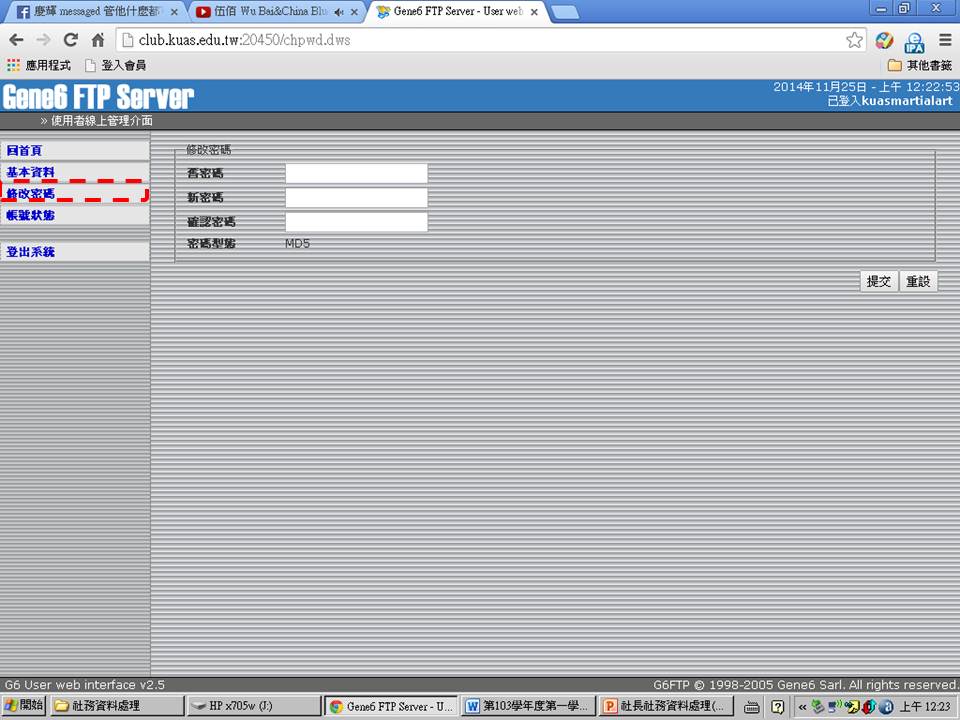 慶輝 messaged 管他什麼都
伍佰 Wu Bai&China Blu
Gene6 FTP Server - User web
club.kuas.edu.tw:20450/chpwd.dws
IPA
應用程式
登入會員
其他書籤
Gene6 FTP Server
2014年11月25日 - 上午 12:22:53
已登入kuasmartialart
» 使用者線上管理介面
回首頁
基本資料
修改密碼
帳號狀態
登出系統
修改密碼
舊密碼
新密碼
確認密碼
密碼型態 MD5
提交 重設
G6 User web interface v2.5
G6FTP © 1998-2005 Gene6 Sarl. All rights reserved.
開始
社務資料處理
HP x705w (J:)
Gene6 FTP Server - U...
第103學年度第一學...
社長社務資料處理(...
上午 12:23